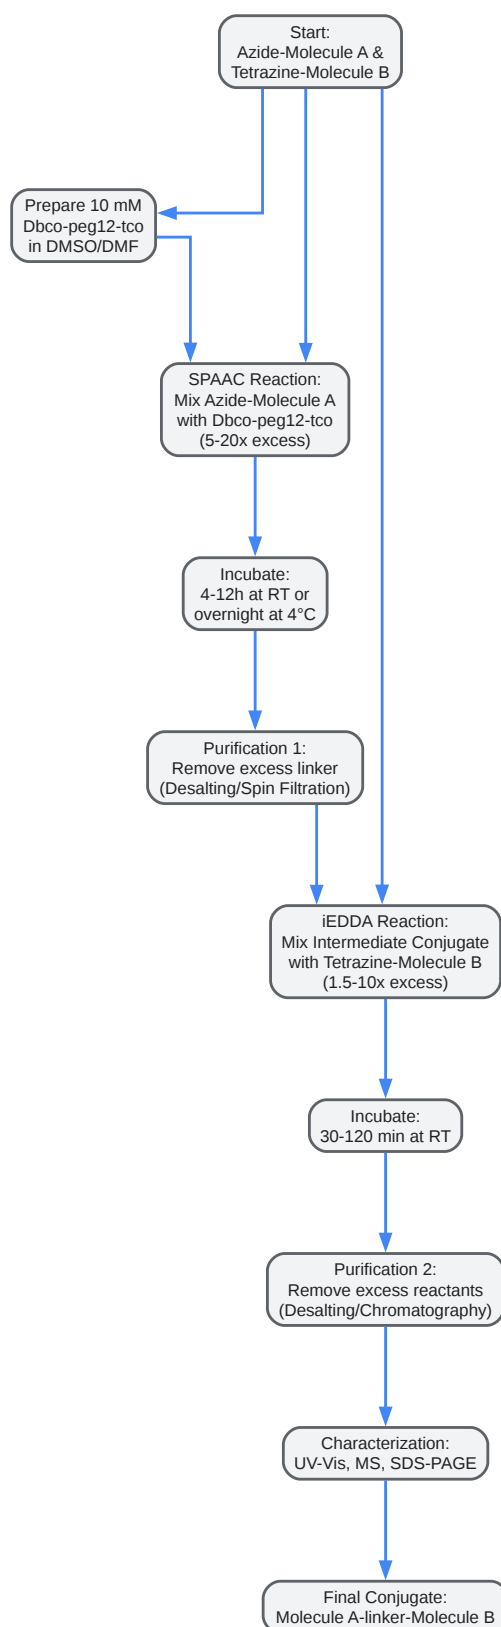 Start:
Azide-Molecule A &
Tetrazine-Molecule B
Prepare 10 mM
Dbco-peg12-tco
in DMSO/DMF
SPAAC Reaction:
Mix Azide-Molecule A
with Dbco-peg12-tco
(5-20x excess)
Incubate:
4-12h at RT or
overnight at 4°C
Purification 1:
Remove excess linker
(Desalting/Spin Filtration)
iEDDA Reaction:
Mix Intermediate Conjugate
with Tetrazine-Molecule B
(1.5-10x excess)
Incubate:
30-120 min at RT
Purification 2:
Remove excess reactants
(Desalting/Chromatography)
Characterization:
UV-Vis, MS, SDS-PAGE
Final Conjugate:
Molecule A-linker-Molecule B